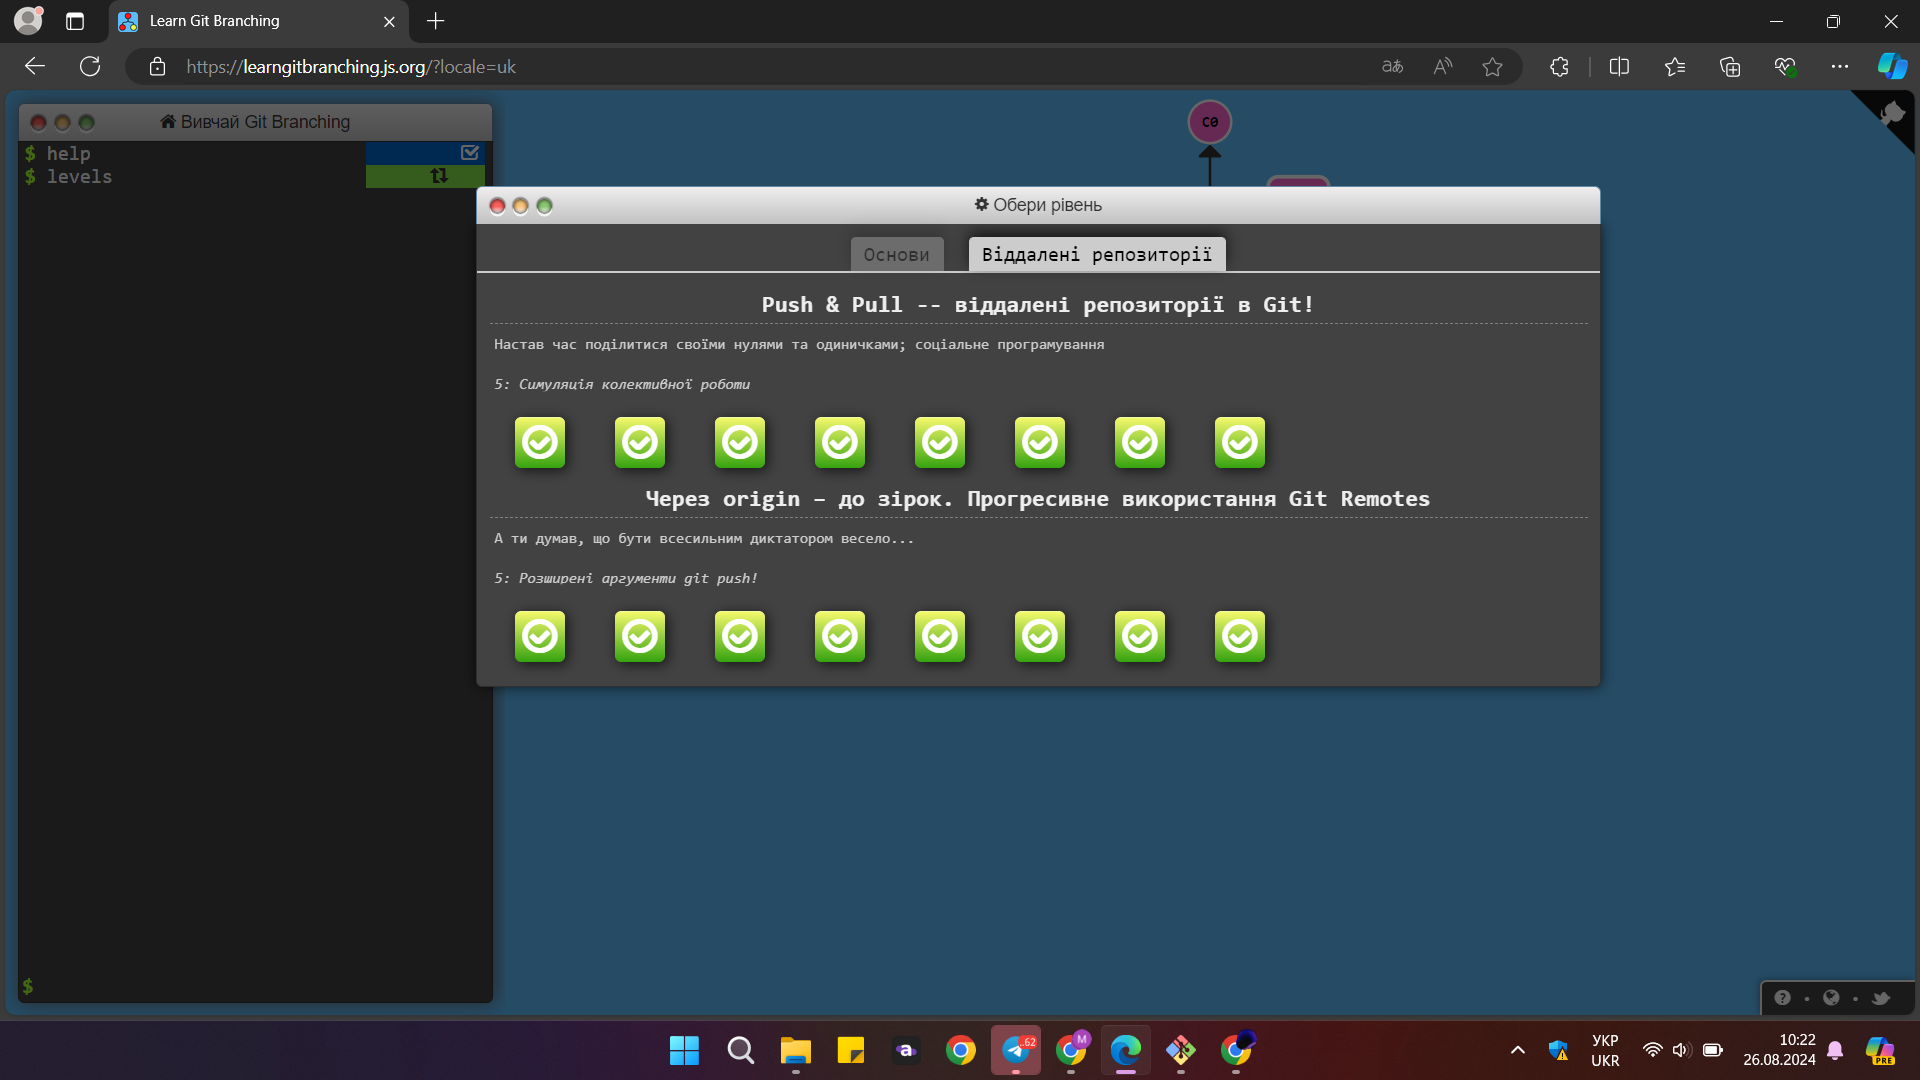 Learn Git Branching
https://learngitbranching.js.org/?locale=uk
Вивчай Git Branching
$ help
$ levels
C0
Обери рівень
Основи
Віддалені репозиторії
Push & Pull -- віддалені репозиторії в Git!
Настав час поділитися своїми нулями та одиничками; соціальне програмування
5: Симуляція колективної роботи
Через origin – до зірок. Прогресивне використання Git Remotes
А ти думав, що бути всесильним диктатором весело...
5: Розширені аргументи git push!
$
62
M
УКР
UKR
10:22
26.08.2024
PRE